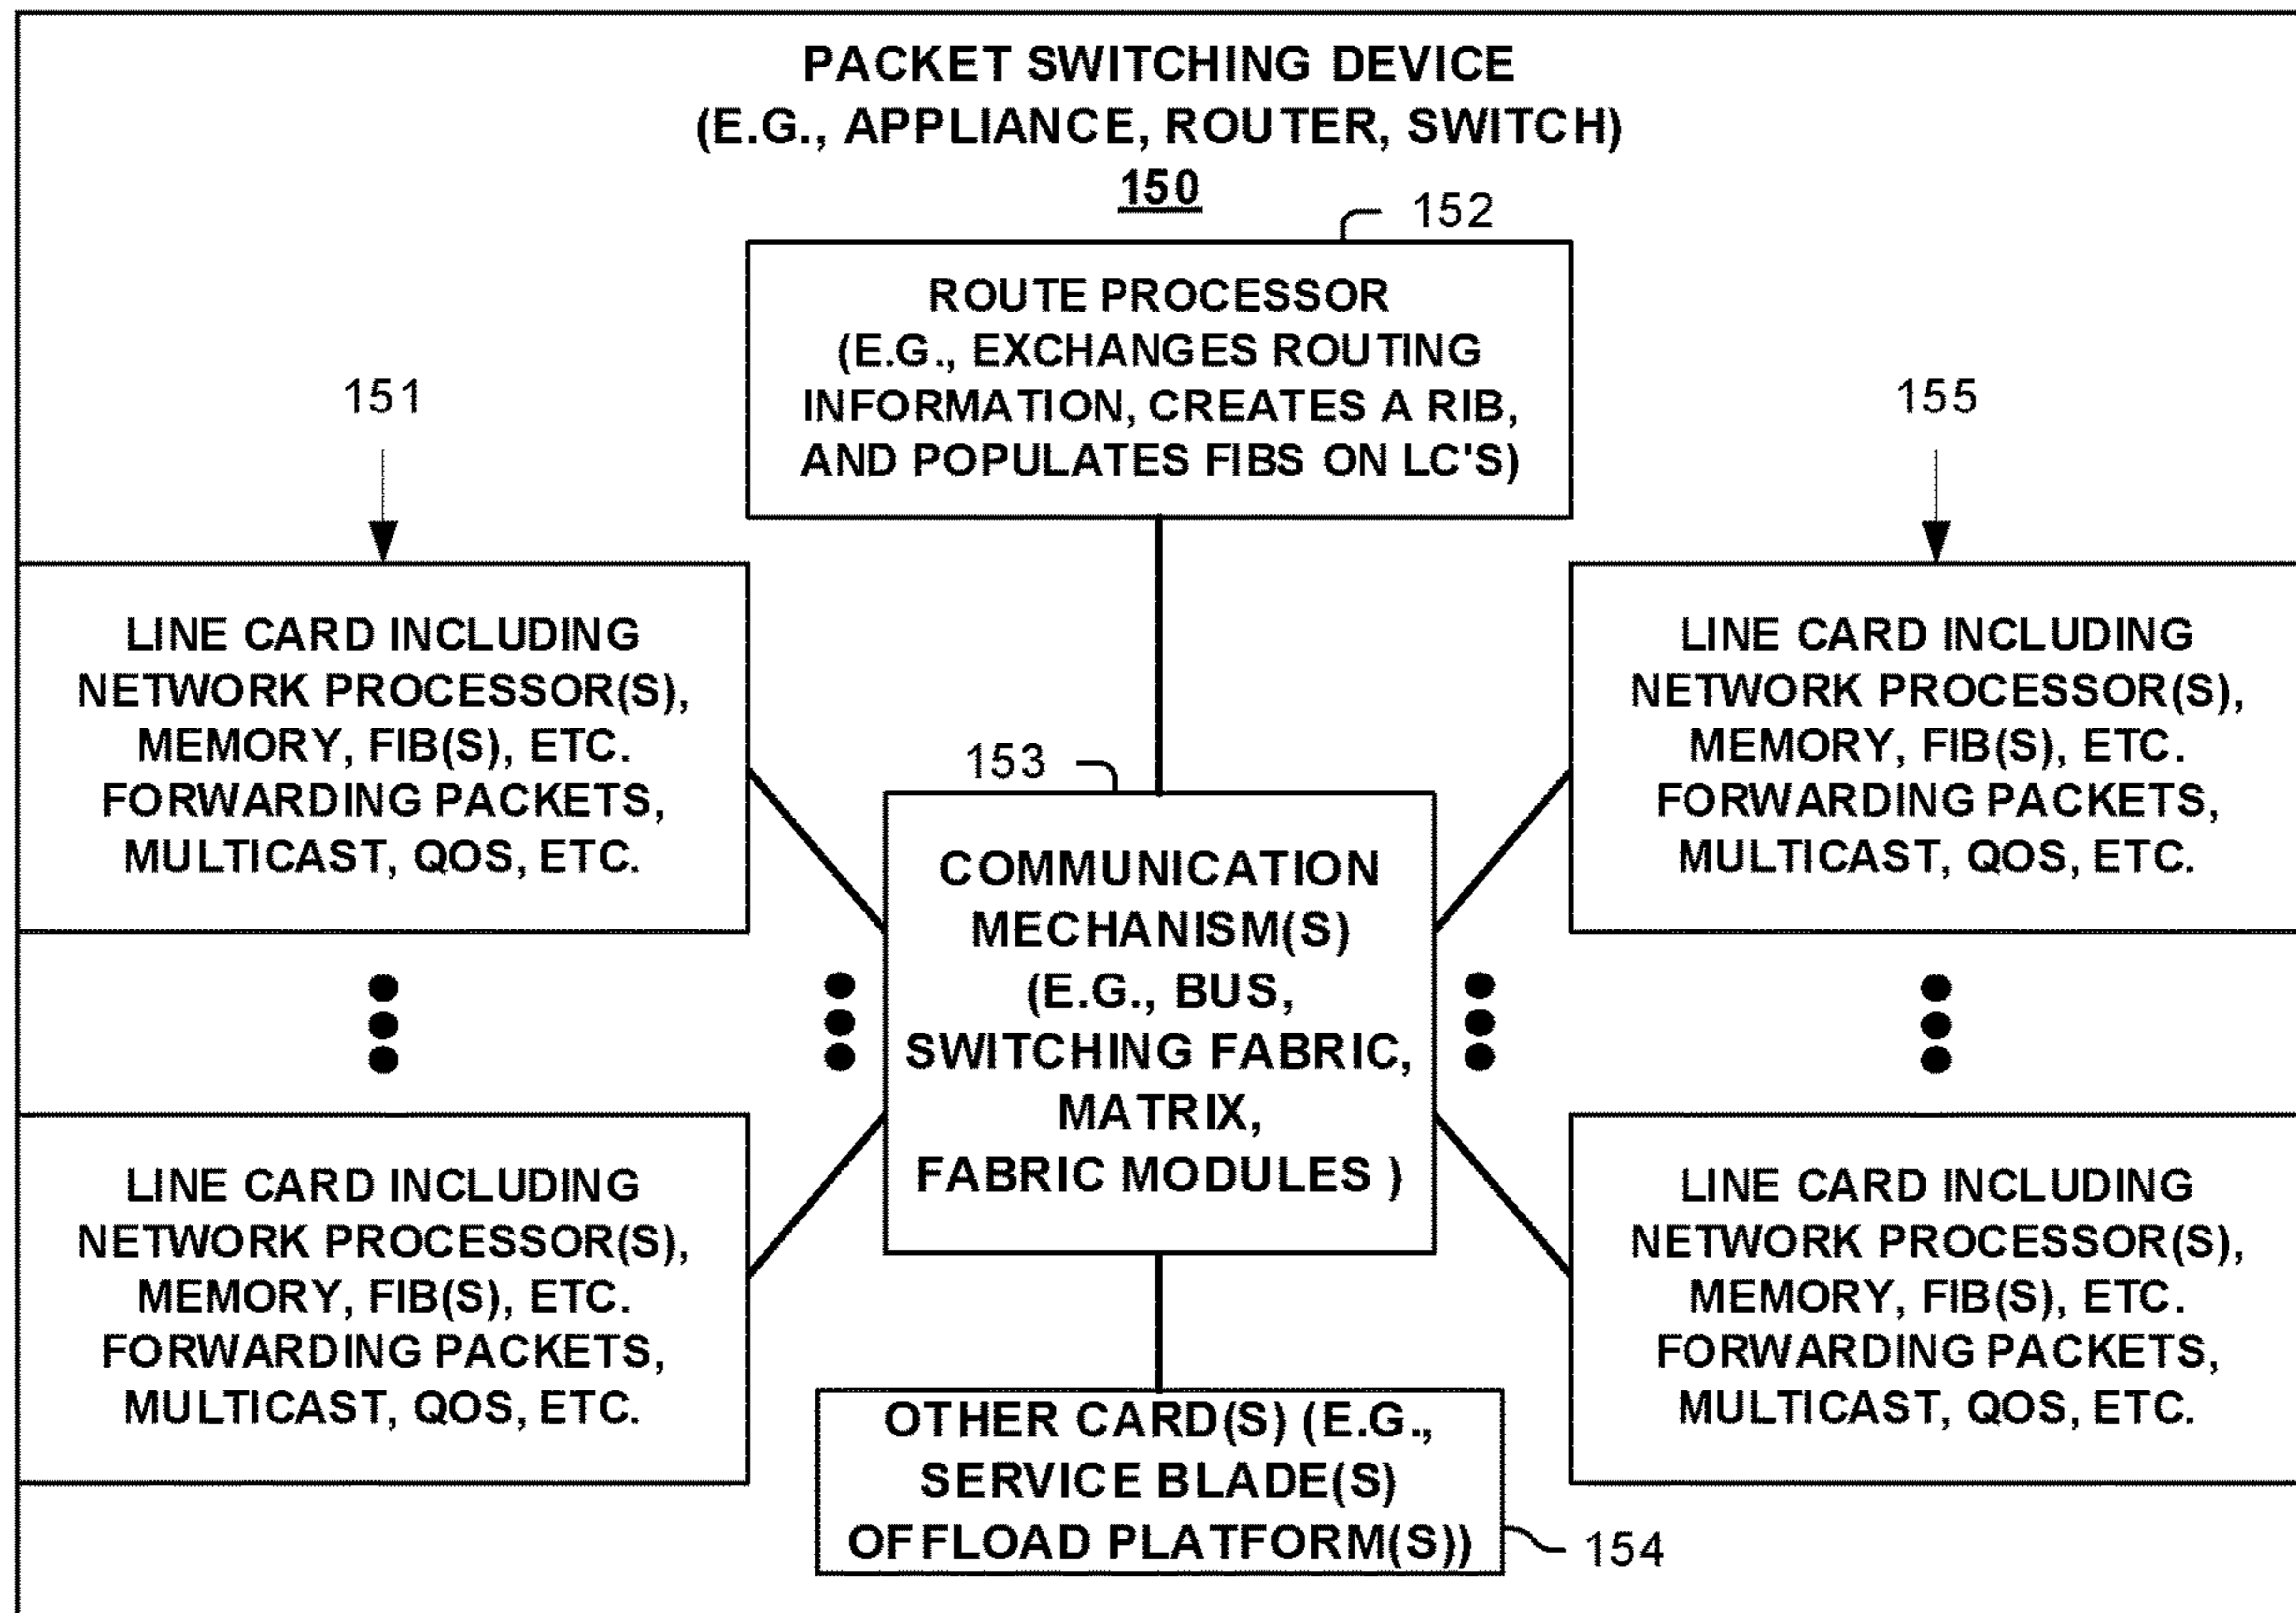 PACKET SWITCHING DEVICE
(E.G., APPLIANCE, ROUTER, SWITCH)
150
152
ROUTE PROCESSOR
(E.G., EXCHANGES ROUTING
INFORMATION, CREATES A RIB,
AND POPULATES FIBS ON LC'S)
151
155
LINE CARD INCLUDING
NETWORK PROCESSOR(S),
MEMORY, FIB(S), ETC.
FORWARDING PACKETS,
MULTICAST, QOS, ETC.
LINE CARD INCLUDING
NETWORK PROCESSOR(S),
MEMORY, FIB(S), ETC.
FORWARDING PACKETS,
MULTICAST, QOS, ETC.
153
COMMUNICATION
MECHANISM(S)
(E.G., BUS,
SWITCHING FABRIC,
MATRIX,
FABRIC MODULES )
LINE CARD INCLUDING
NETWORK PROCESSOR(S),
MEMORY, FIB(S), ETC.
FORWARDING PACKETS,
MULTICAST, QOS, ETC.
LINE CARD INCLUDING
NETWORK PROCESSOR(S),
MEMORY, FIB(S), ETC.
FORWARDING PACKETS,
MULTICAST, QOS, ETC.
OTHER CARD(S) (E.G.,
SERVICE BLADE(S)
OFFLOAD PLATFORM(S))
154